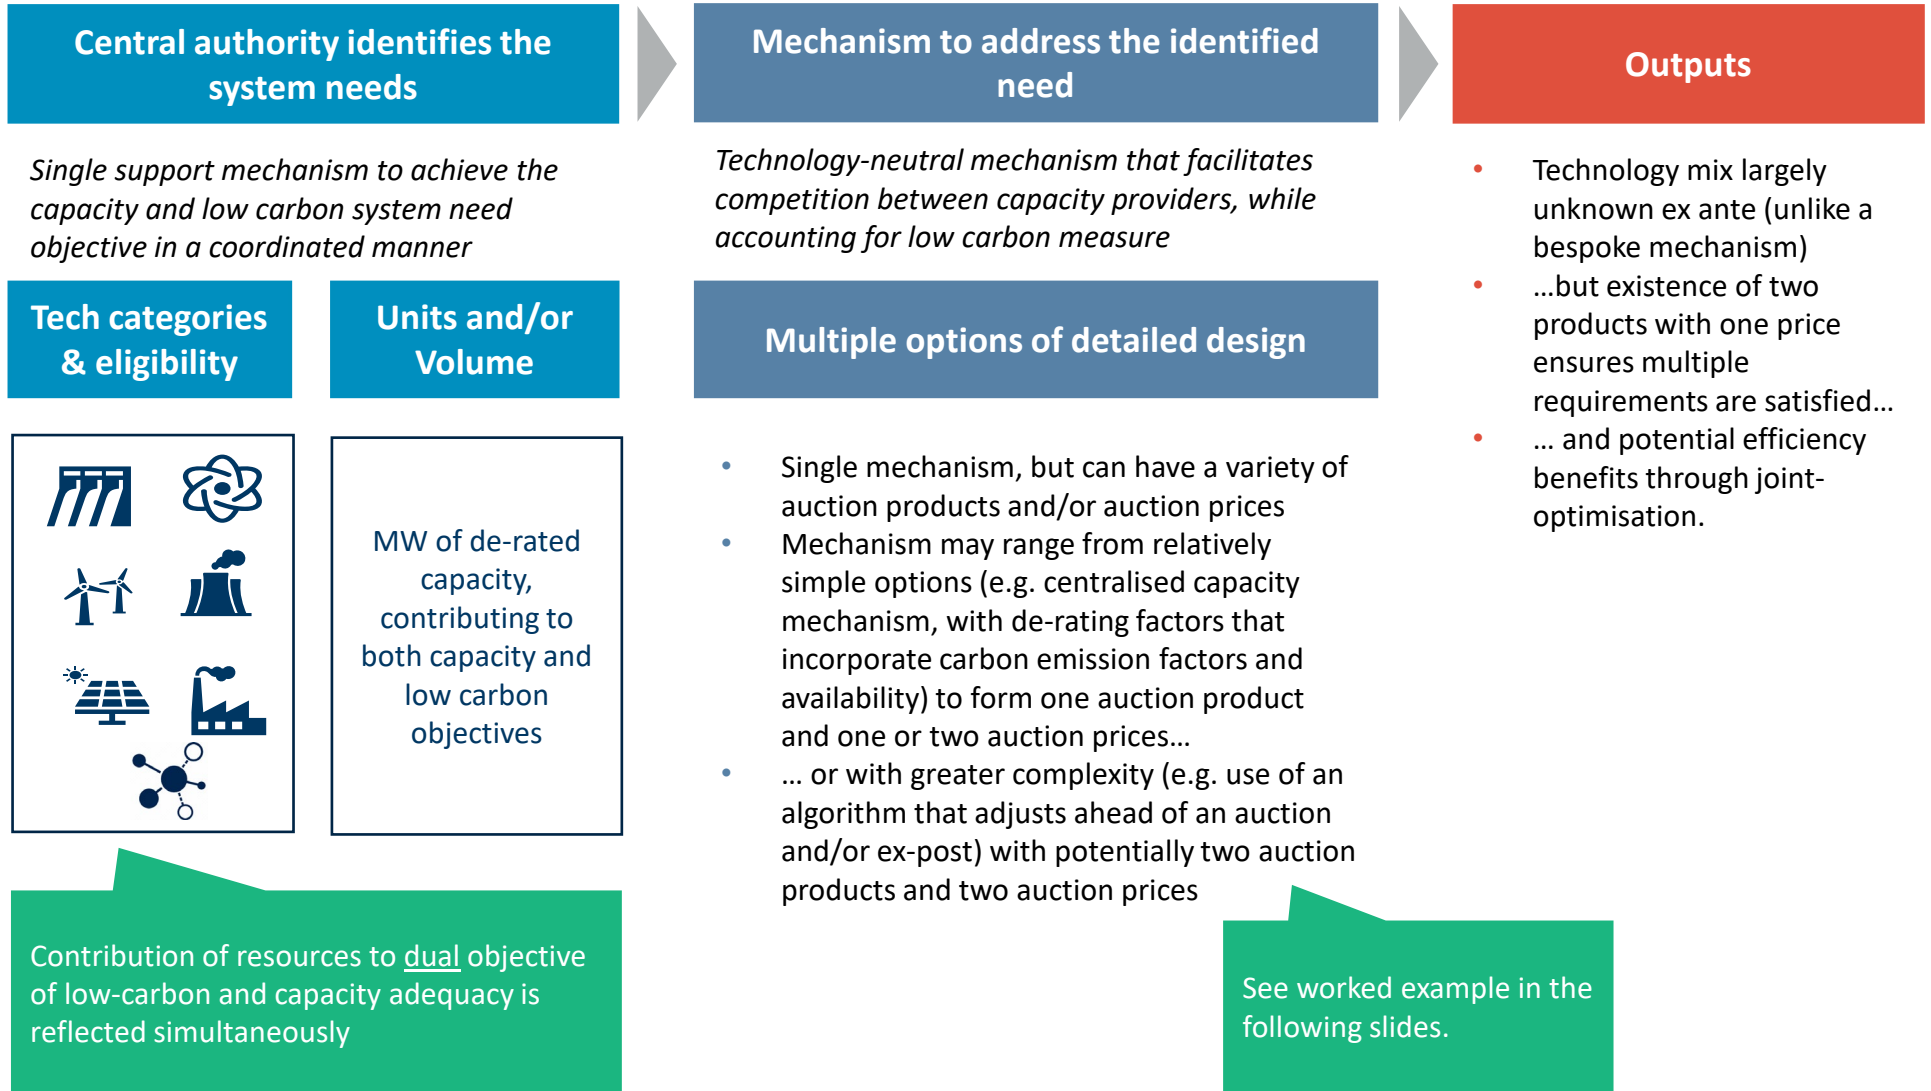 Central authority identifies the
system needs
Mechanism to address the identified
need
Outputs
Single support mechanism to achieve the
capacity and low carbon system need
objective in a coordinated manner
Tech categories
& eligibility
Units and/or
Volume
MW of de-rated
capacity,
contributing to
both capacity and
low carbon
objectives
Contribution of resources to dual objective
of low-carbon and capacity adequacy is
reflected simultaneously
Technology-neutral mechanism that facilitates
competition between capacity providers, while
accounting for low carbon measure
Multiple options of detailed design
• Single mechanism, but can have a variety of
auction products and/or auction prices
• Mechanism may range from relatively
simple options (e.g. centralised capacity
mechanism, with de-rating factors that
incorporate carbon emission factors and
availability) to form one auction product
and one or two auction prices…
• … or with greater complexity (e.g. use of an
algorithm that adjusts ahead of an auction
and/or ex-post) with potentially two auction
products and two auction prices
See worked example in the
following slides.
• Technology mix largely
unknown ex ante (unlike a
bespoke mechanism)
• …but existence of two
products with one price
ensures multiple
requirements are satisfied…
• … and potential efficiency
benefits through joint-
optimisation.